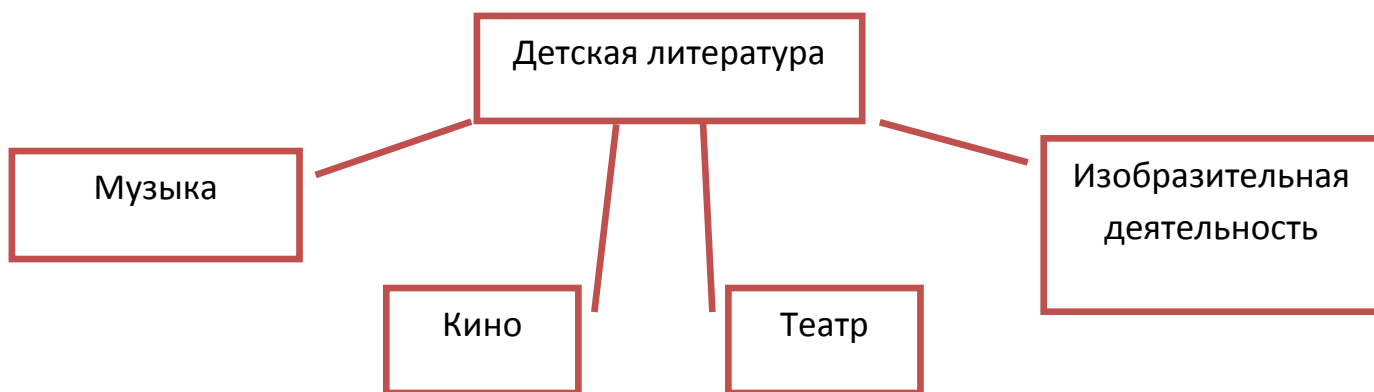 Детская литература
Музыка
Изобразительная
деятельность
Кино
Театр